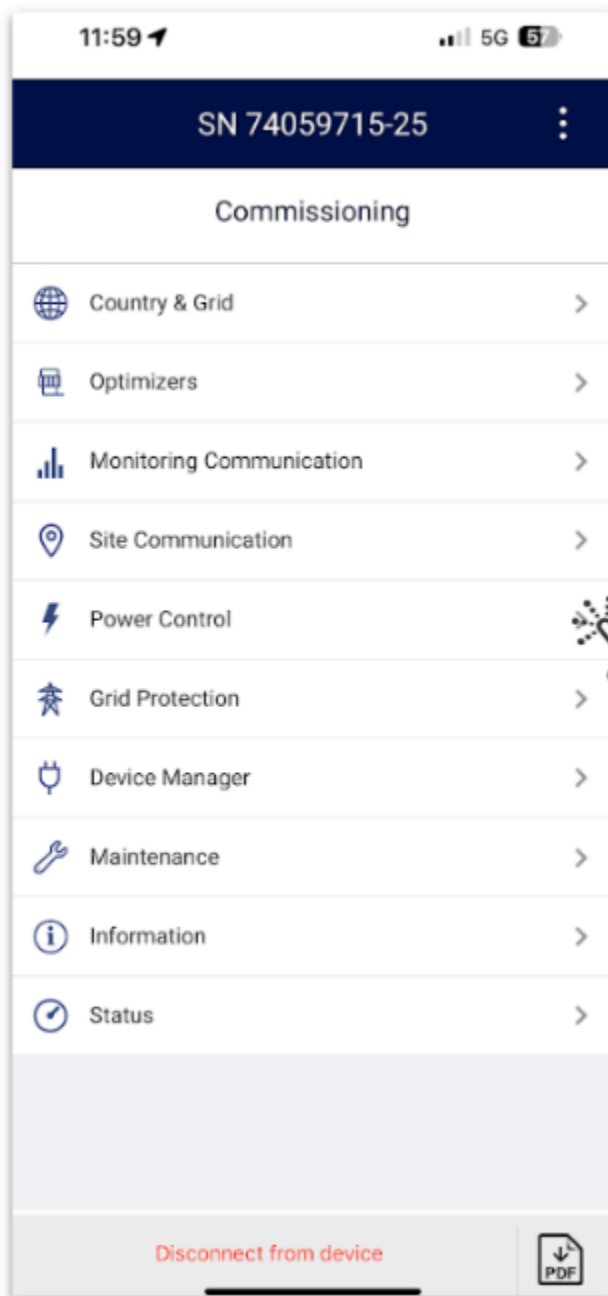 11:59
5G 57
SN 74059715-25
Commissioning
Country & Grid
Optimizers
Monitoring Communication
Site Communication
Power Control
Grid Protection
Device Manager
Maintenance
Information
Status
Disconnect from device
PDF